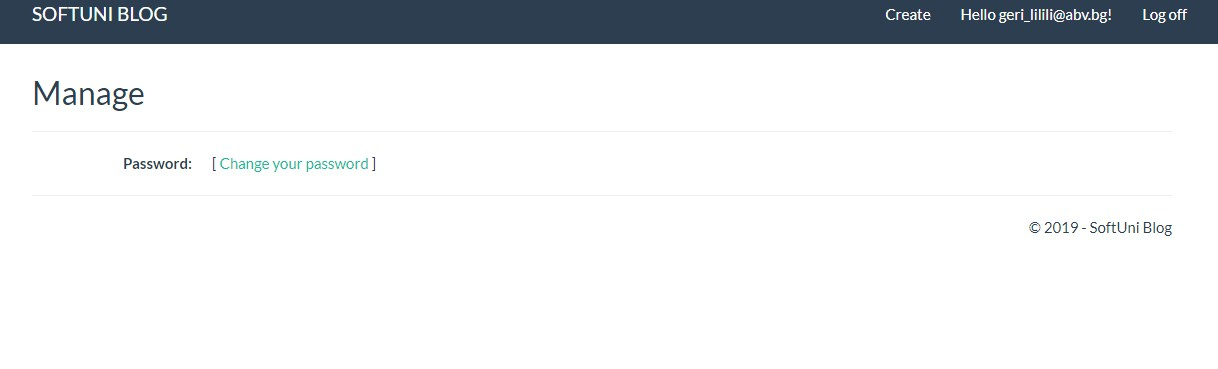 SOFTUNI BLOG Create Hello geri_lilili@abv.bg! Log off
Manage
Password: [ Change your password ]
© 2019 - SoftUni Blog